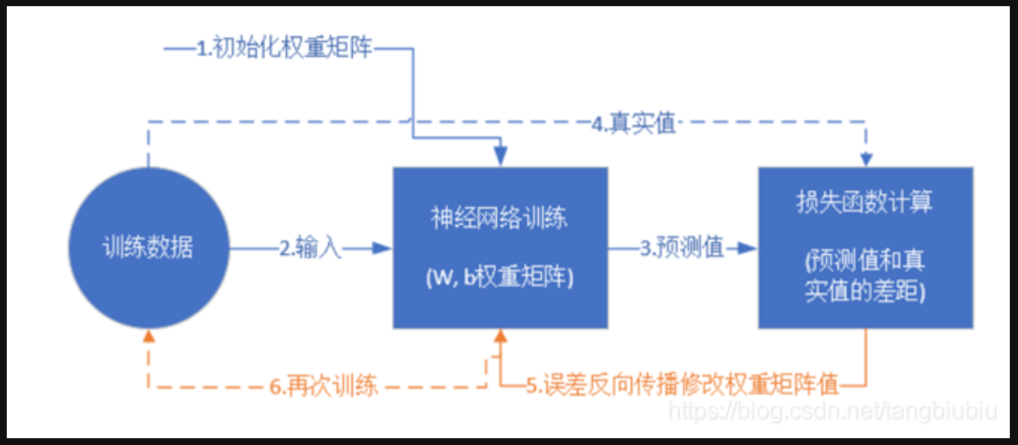 1.初始化权重矩阵
4.真实值
训练数据
2.输入
神经网络训练
(W, b权重矩阵)
3.预测值
损失函数计算
(预测值和真
实值的差距)
6.再次训练
5.误差反向传播修改权重矩阵值
https://blog.csdn.net/tangbiubiu